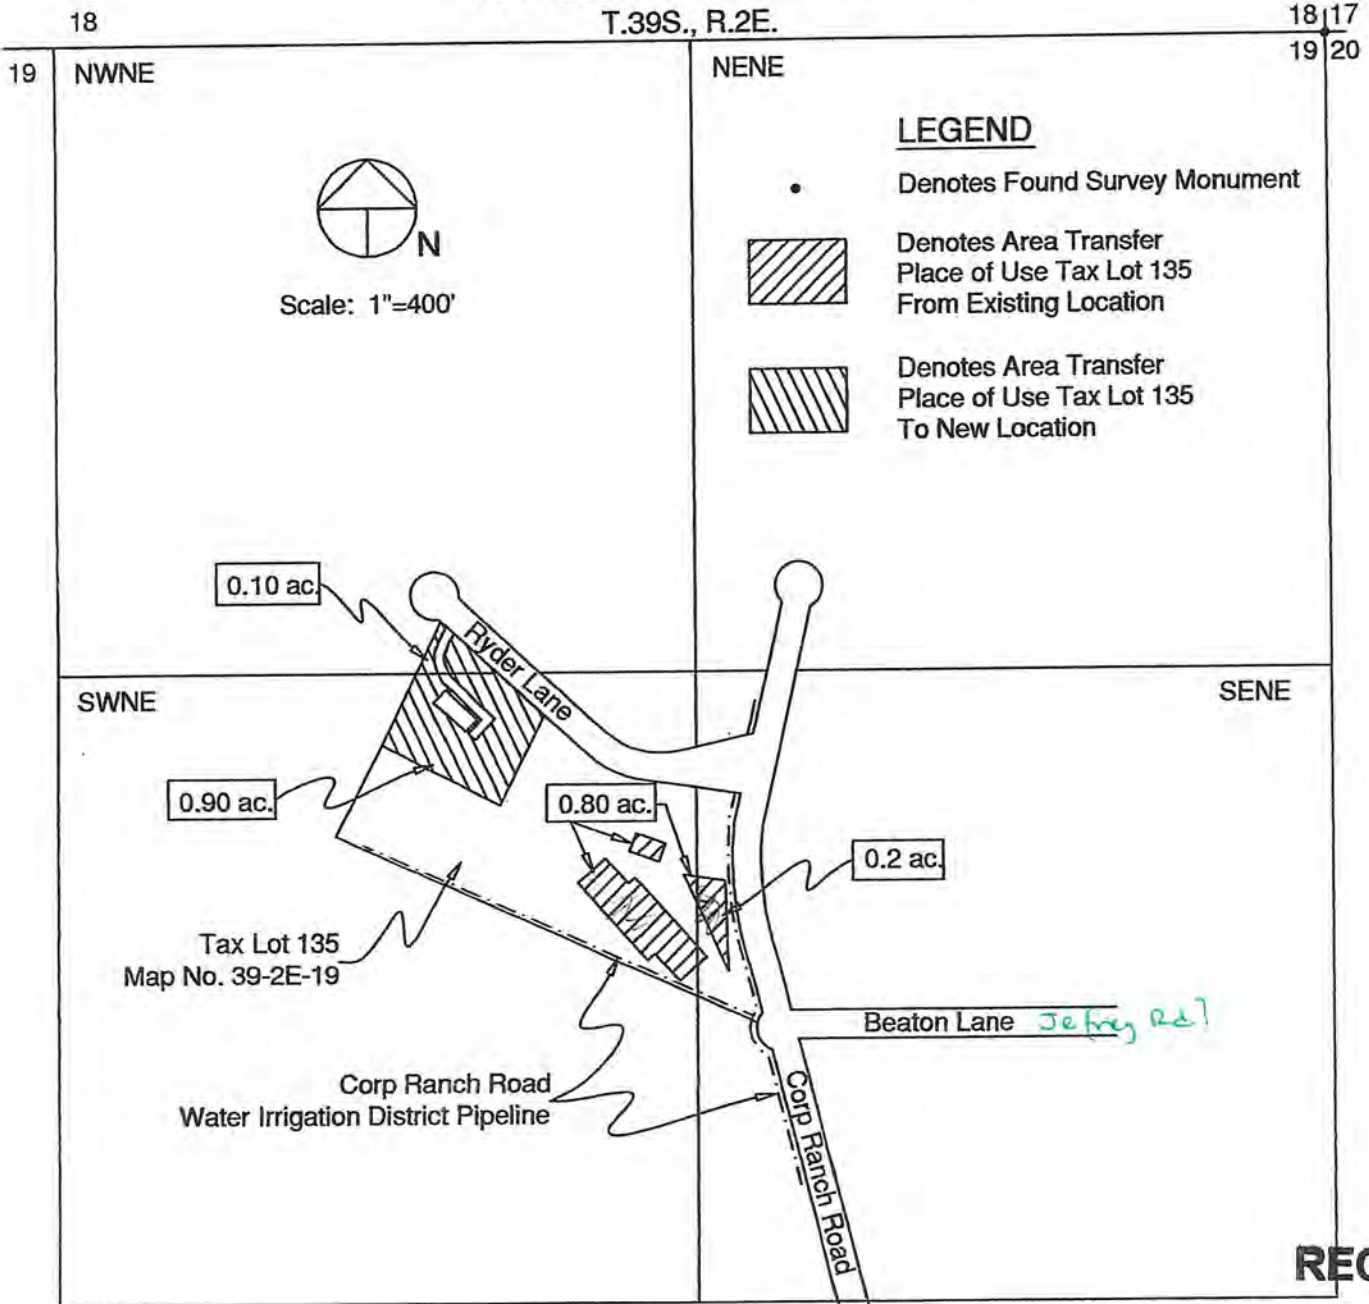 18
T.39S., R.2E.
18 17
19
19 20
NWNE
NENE
LEGEND
Denotes Found Survey Monument
N
Scale: 1"=400'
Denotes Area Transfer
Place of Use Tax Lot 135
From Existing Location
Denotes Area Transfer
Place of Use Tax Lot 135
To New Location
0.10 ac.
Ryder Lane
SWNE
SENE
0.90 ac.
0.80 ac.
0.2 ac.
Tax Lot 135
Map No. 39-2E-19
Beaton Lane Jefrey Rd?
Corp Ranch Road
Water Irrigation District Pipeline
Corp Ranch Road